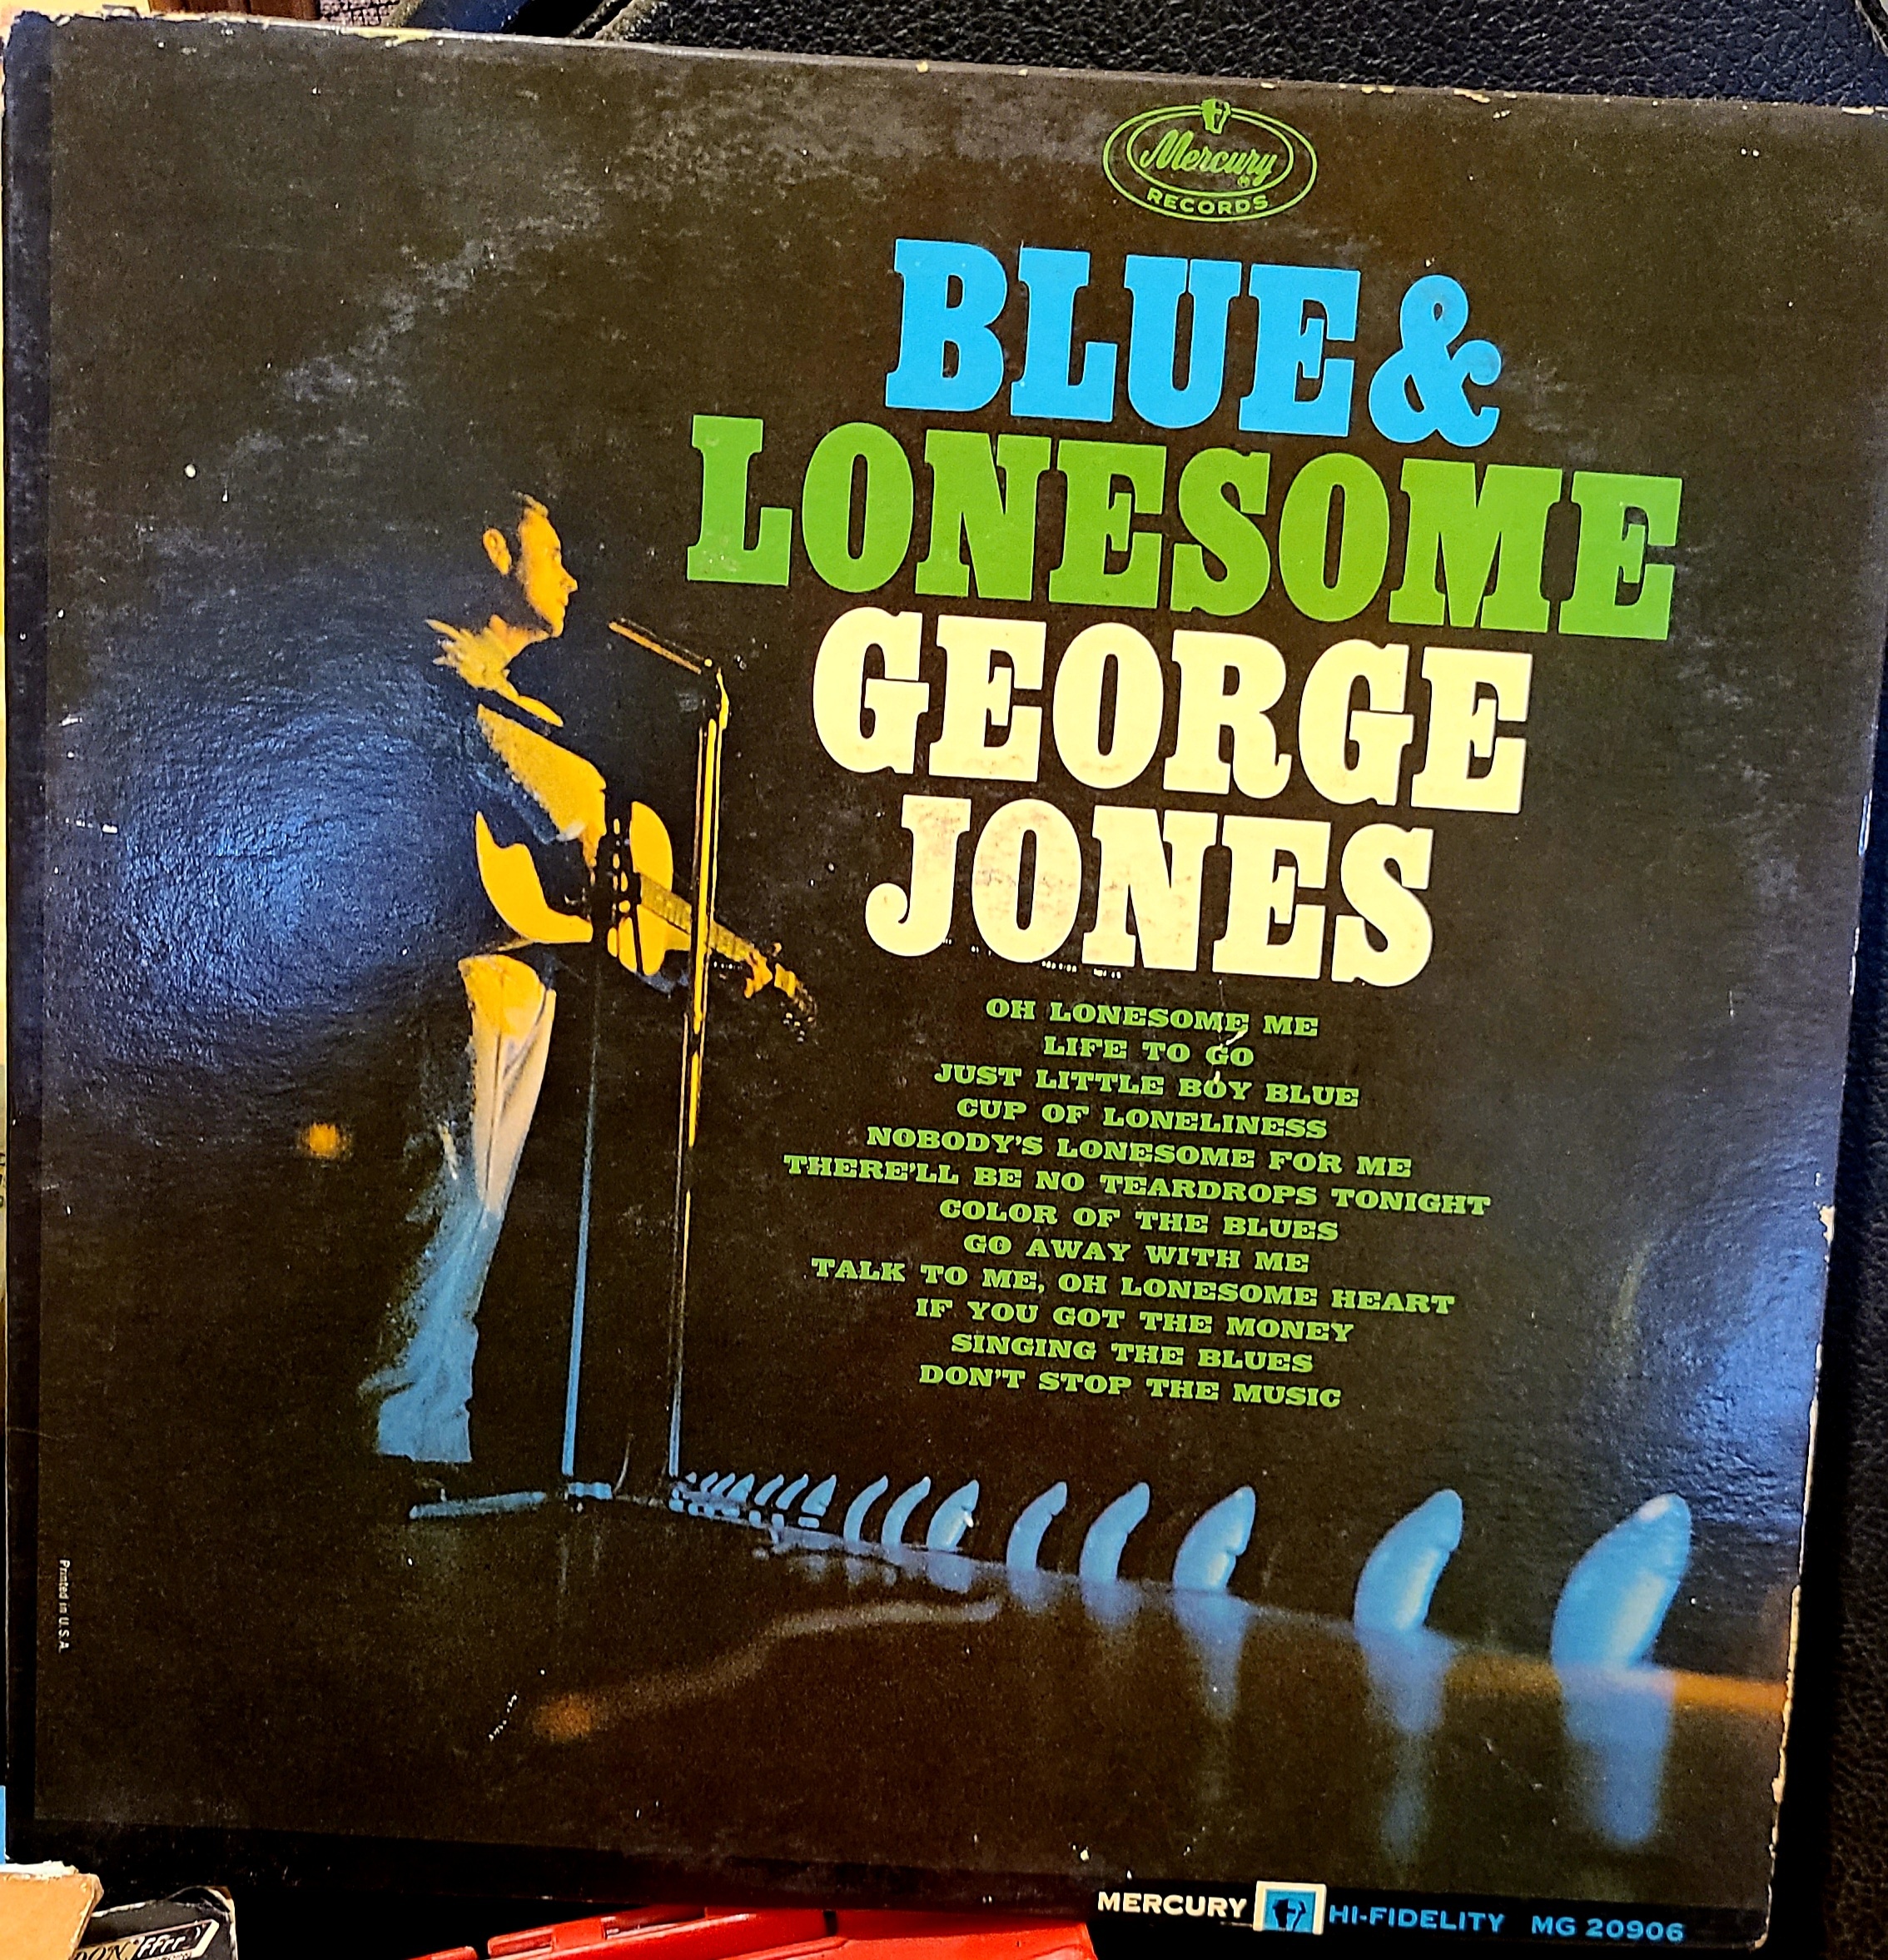 Mercury
RECORDS
BLUE &
LONESOME
GEORGE
JONES
OH LONESOME ME
LIFE TO GO
JUST LITTLE BOY BLUE
CUP OF LONELINESS
NOBODY'S LONESOME FOR ME
THERE'LL BE NO TEARDROPS TONIGHT
COLOR OF THE BLUES
GO AWAY WITH ME
TALK TO ME, OH LONESOME HEART
IF YOU GOT THE MONEY
SINGING THE BLUES
DON'T STOP THE MUSIC
Printed in U.S.A.
MERCURY HI-FIDELITY MG 20906
ffrr